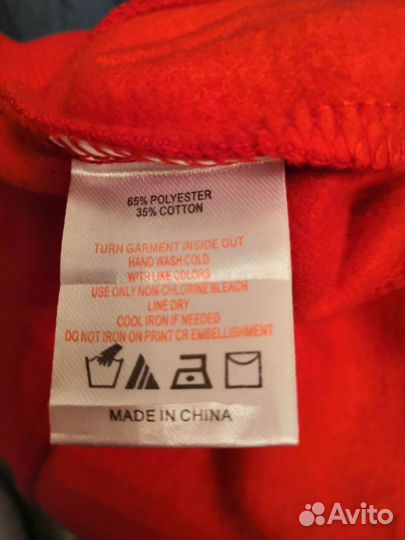 65% POLYESTER
35% COTTON
TURN GARMENT INSIDE OUT
HAND WASH COLD
WITH LIKE COLORS
USE ONLY NON-CHLORINE BLEACH
LINE DRY
COOL IRON IF NEEDED
DO NOT IRON ON PRINT CR EMBELLISHMENT
MADE IN CHINA
Avito